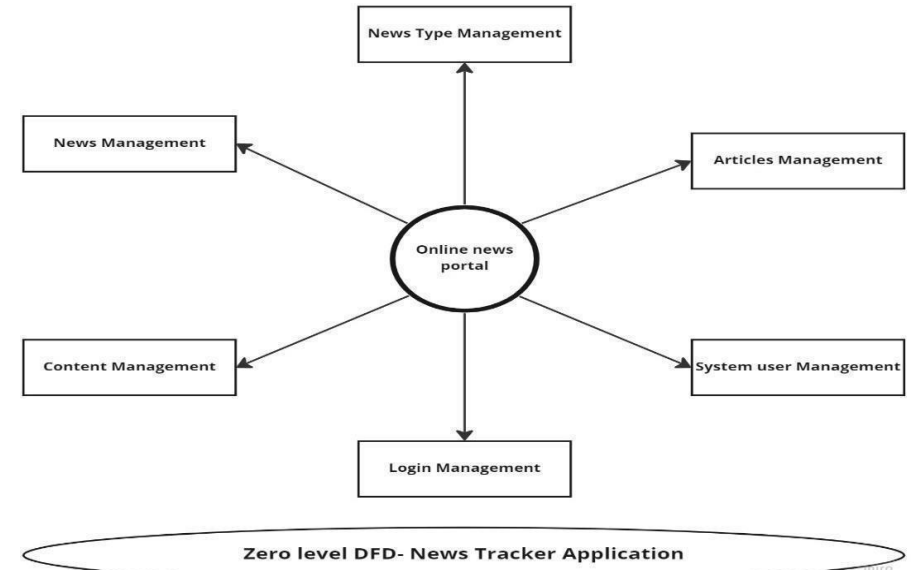 News Type Management
News Management
Articles Management
Online news
portal
Content Management
System user Management
Login Management
Zero level DFD- News Tracker Application